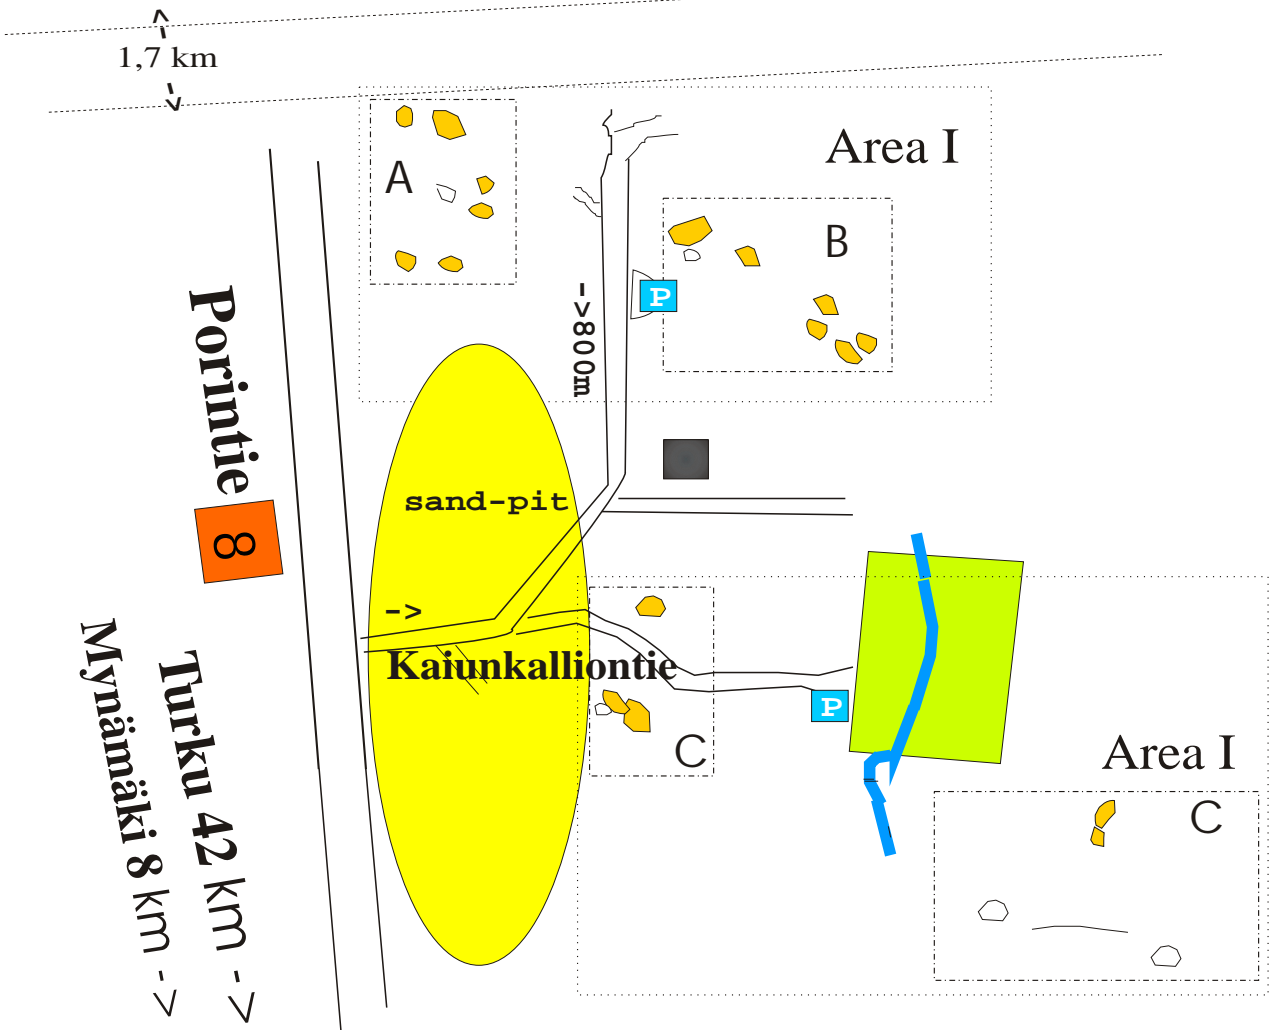 1,7 km
Area I
A
B
P
->800m
Porintie
8
sand-pit
->
Kaiunkalliontie
P
C
Area I
C
Turku 42 km ->
Mynämäki 8 km ->